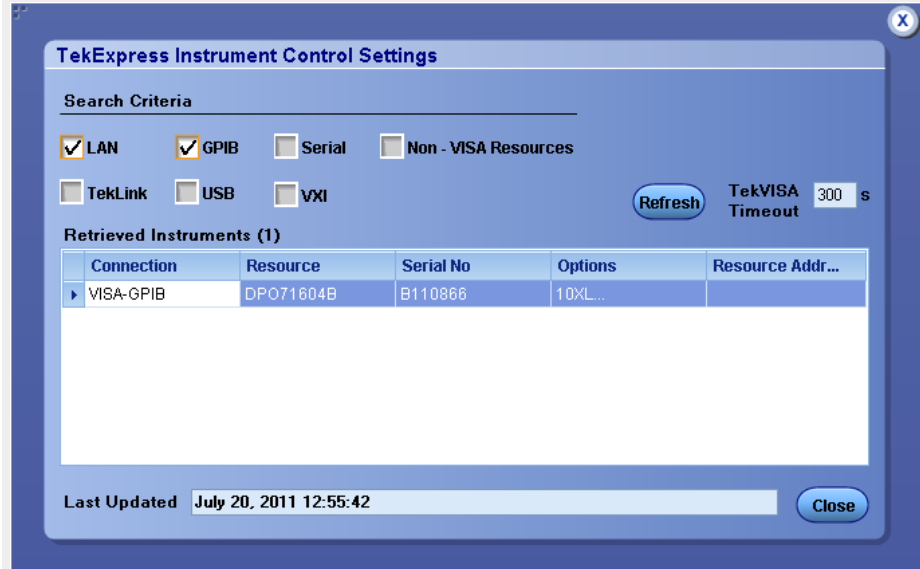 X
TekExpress Instrument Control Settings
Search Criteria
LAN GPIB Serial Non - VISA Resources
TekLink USB VXI Refresh TekVISA Timeout 300 s
Retrieved Instruments (1)
Connection Resource Serial No Options Resource Addr...
VISA-GPIB DPO71604B B110866 10XL...
Last Updated July 20, 2011 12:55:42 Close